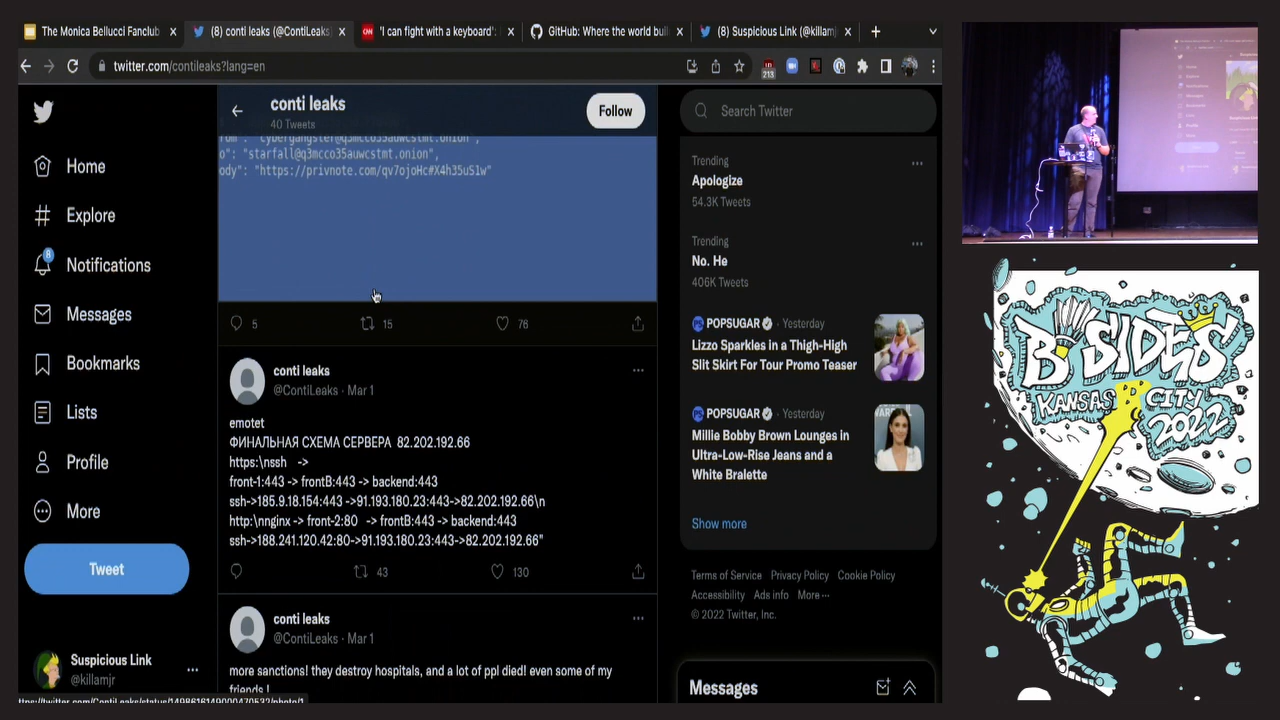 The Monica Bellucci Fanclub
(8) conti leaks (@ContiLeaks
'I can fight with a keyboard':
GitHub: Where the world buil
(8) Suspicious Link (@killamj
twitter.com/contileaks?lang=en
213
conti leaks
40 Tweets
Follow
Search Twitter
rom": "cybergangster@q3mcco35auwcstmt.onion",
o": "starfall@q3mcco35auwcstmt.onion",
ody": "https://privnote.com/qv7ojoHc#X4h35uS1w"
5
15
76
conti leaks
@ContiLeaks · Mar 1
emotet
ФИНАЛЬНАЯ СХЕМА СЕРВЕРА 82.202.192.66
https:\nssh ->
front-1:443 -> frontB:443 -> backend:443
ssh->185.9.18.154:443 ->91.193.180.23:443->82.202.192.66\n
http:\nnginx -> front-2:80 -> frontB:443 -> backend:443
ssh->188.241.120.42:80->91.193.180.23:443->82.202.192.66"
43
130
conti leaks
@ContiLeaks · Mar 1
more sanctions! they destroy hospitals, and a lot of ppl died! even some of my
friends !
Home
Explore
8
Notifications
Messages
Bookmarks
Lists
Profile
More
Tweet
Suspicious Link
@killamjr
Trending
Apologize
54.3K Tweets
Trending
No. He
406K Tweets
POPSUGAR · Yesterday
Lizzo Sparkles in a Thigh-High
Slit Skirt For Tour Promo Teaser
POPSUGAR · Yesterday
Millie Bobby Brown Lounges in
Ultra-Low-Rise Jeans and a
White Bralette
Show more
Terms of Service Privacy Policy Cookie Policy
Accessibility Ads info More ···
© 2022 Twitter, Inc.
Messages
BSIDES
KANSAS CITY
2022